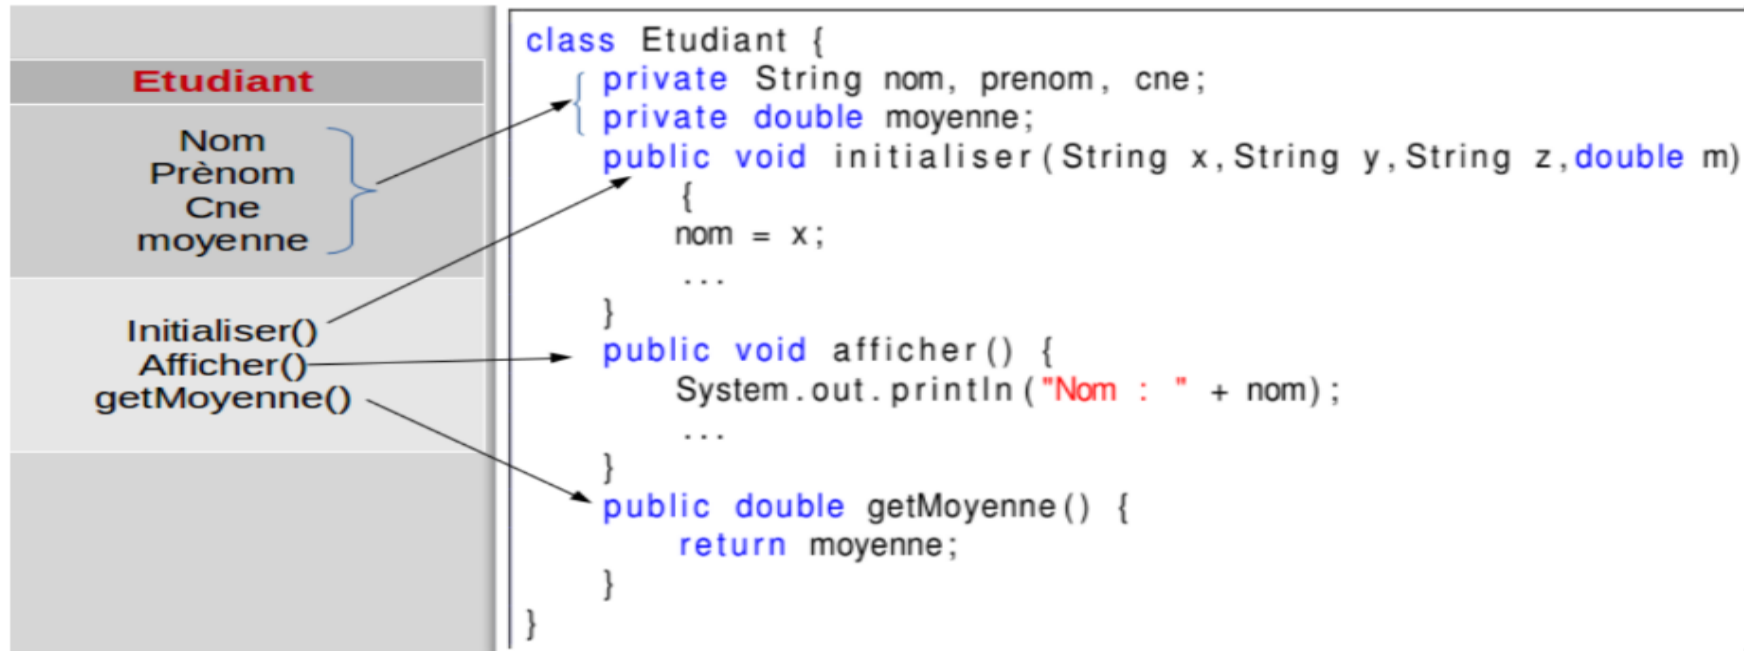 Etudiant
Nom
Prènom
Cne
moyenne
Initialiser()
Afficher()
getMoyenne()
class Etudiant {
private String nom, prenom, cne;
private double moyenne;
public void initialiser(String x,String y,String z,double m)
{
nom = x;
...
}
public void afficher() {
System.out.println("Nom : " + nom);
...
}
public double getMoyenne() {
return moyenne;
}
}